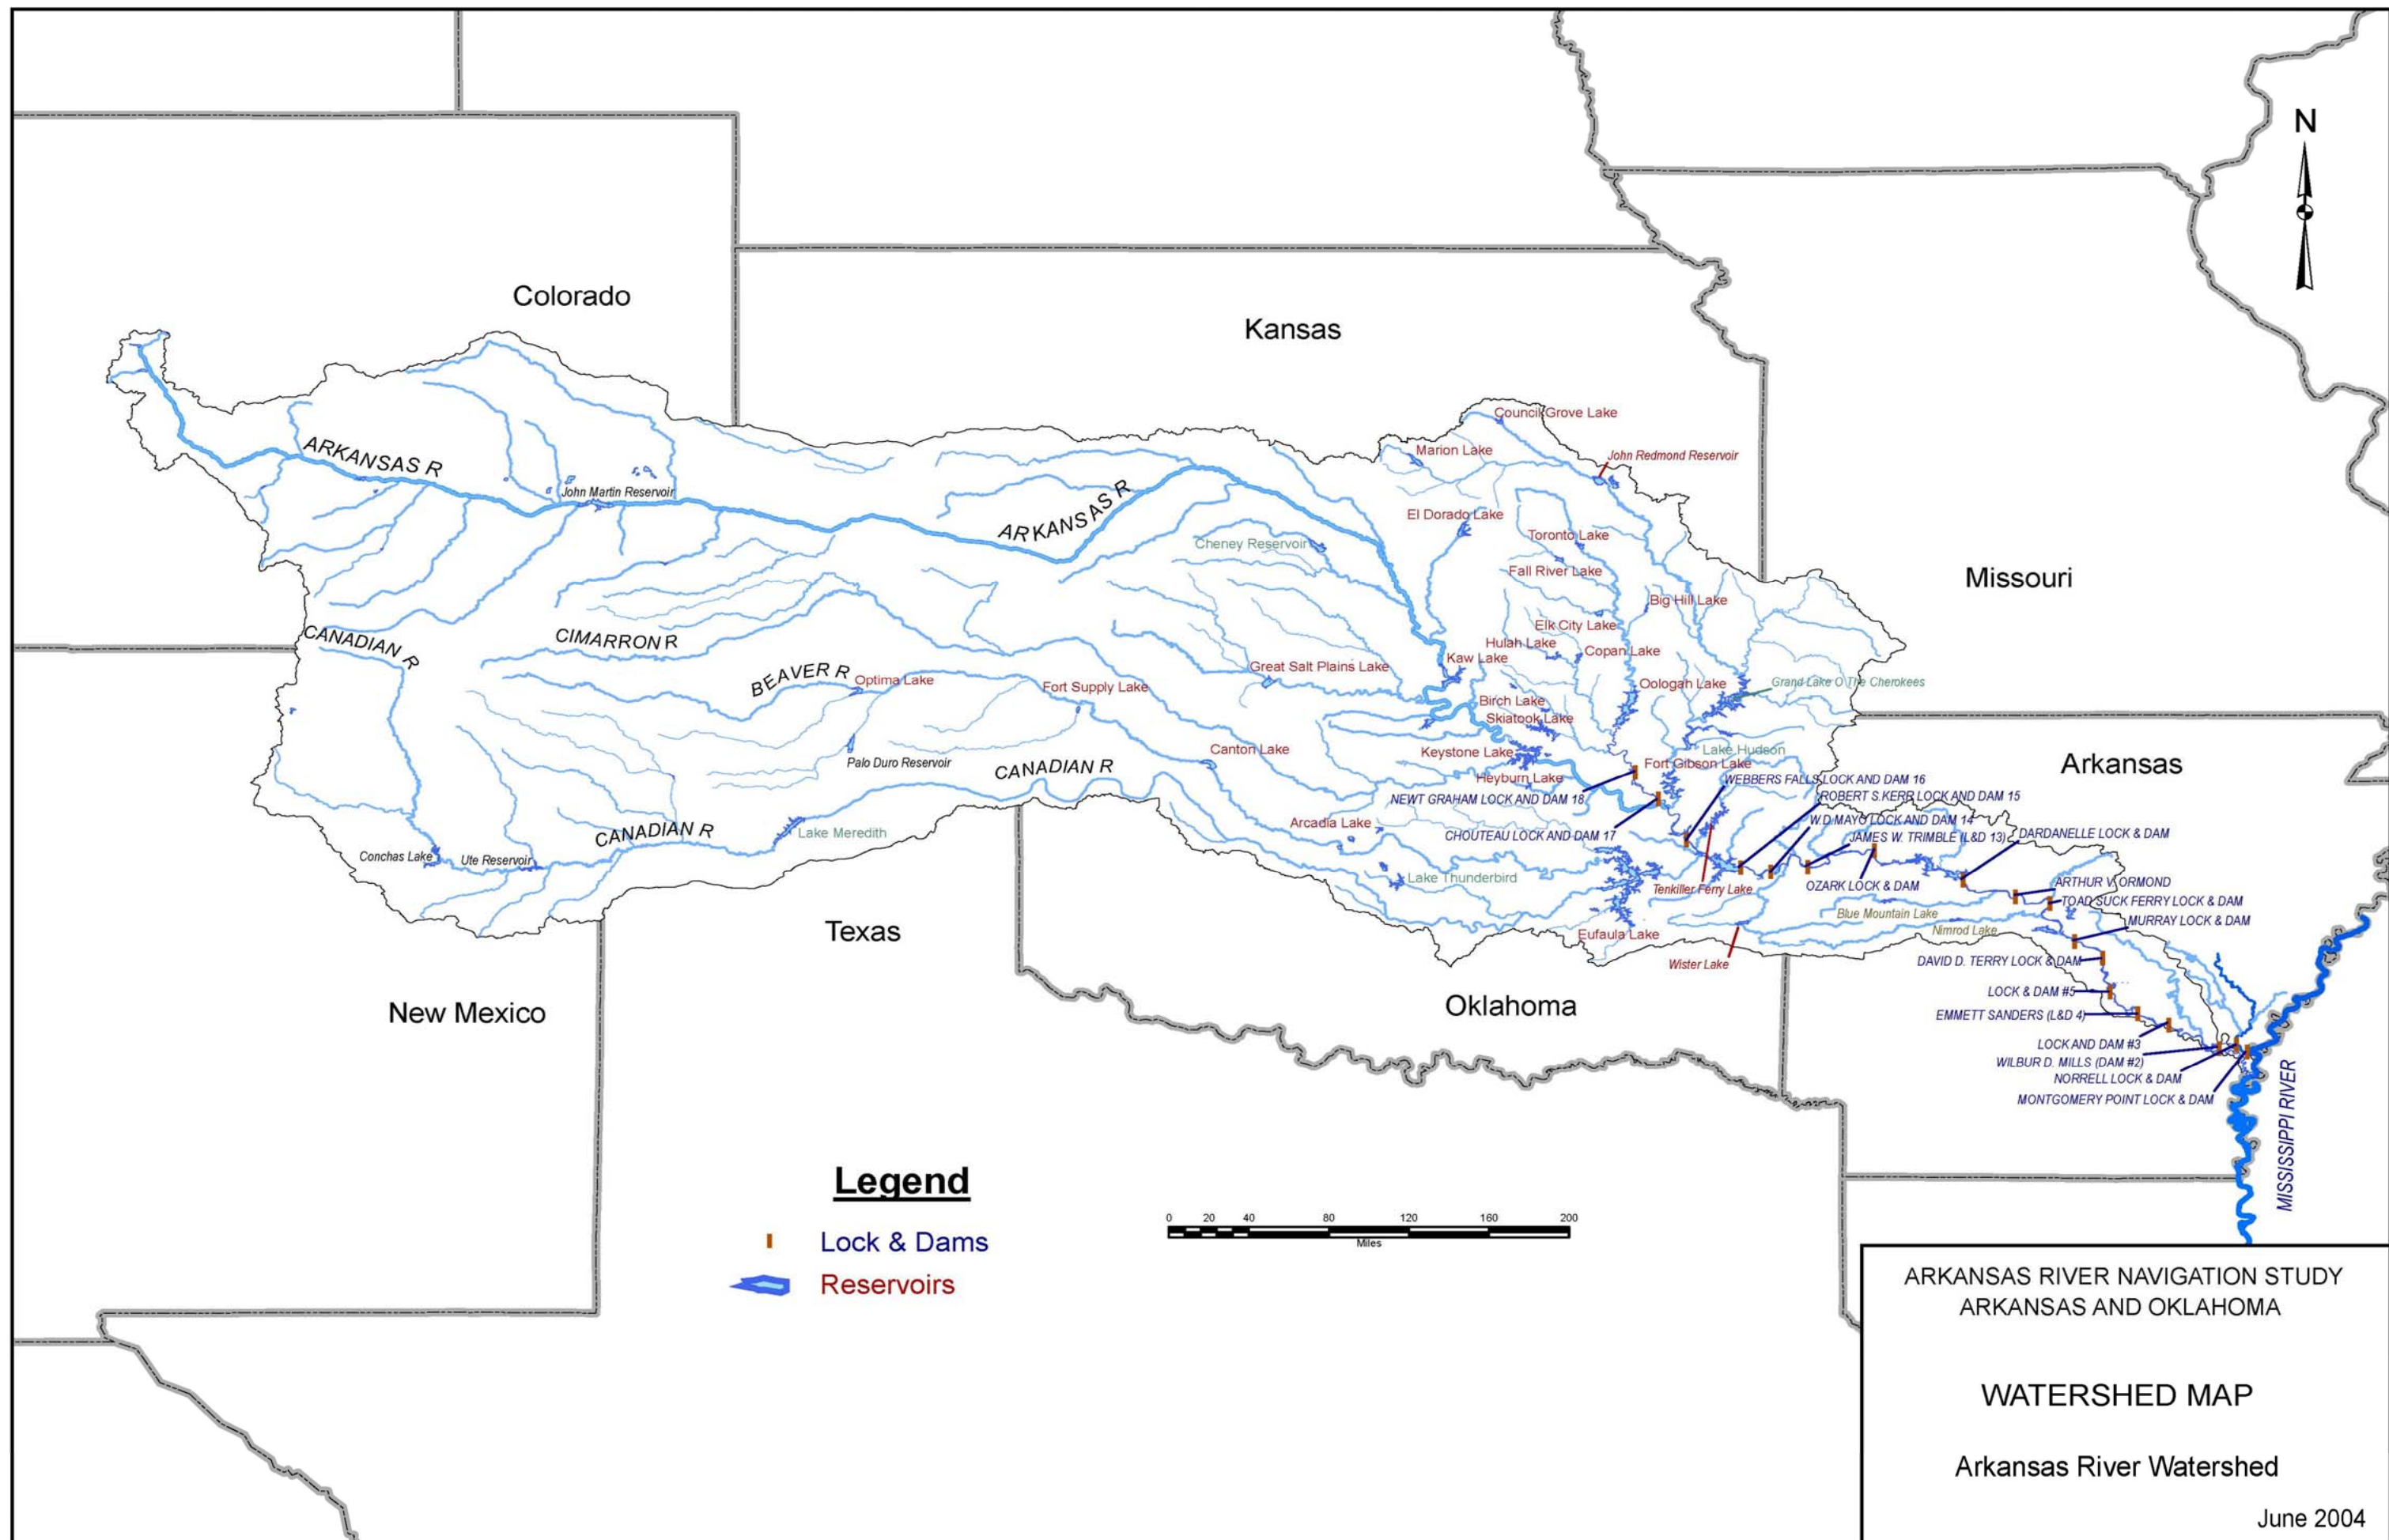 N
Colorado
Kansas
Council Grove Lake
Marion Lake
John Redmond Reservoir
ARKANSAS R
John Martin Reservoir
ARKANSAS R
El Dorado Lake
Toronto Lake
Cheney Reservoir
Fall River Lake
Missouri
Big Hill Lake
Elk City Lake
CANADIAN R
CIMARRON R
Hulah Lake
Copan Lake
Kaw Lake
Great Salt Plains Lake
BEAVER R
Optima Lake
Fort Supply Lake
Oologah Lake
Grand Lake O The Cherokees
Birch Lake
Skiatook Lake
Canton Lake
Keystone Lake
Lake Hudson
Palo Duro Reservoir
CANADIAN R
Fort Gibson Lake
Arkansas
Heyburn Lake
WEBBERS FALLS LOCK AND DAM 16
NEWT GRAHAM LOCK AND DAM 18
ROBERT S.KERR LOCK AND DAM 15
W.D.MAYO LOCK AND DAM 14
Arcadia Lake
CANADIAN R
Lake Meredith
CHOUTEAU LOCK AND DAM 17
JAMES W. TRIMBLE (L&D 13)
DARDANELLE LOCK & DAM
Conchas Lake
Ute Reservoir
Lake Thunderbird
Tenkiller Ferry Lake
OZARK LOCK & DAM
ARTHUR V. ORMOND
TOAD SUCK FERRY LOCK & DAM
Blue Mountain Lake
MURRAY LOCK & DAM
Texas
Eufaula Lake
Nimrod Lake
Wister Lake
DAVID D. TERRY LOCK & DAM
New Mexico
Oklahoma
LOCK & DAM #5
EMMETT SANDERS (L&D 4)
LOCK AND DAM #3
WILBUR D. MILLS (DAM #2)
NORRELL LOCK & DAM
MONTGOMERY POINT LOCK & DAM
MISSISSIPPI RIVER
Legend
Lock & Dams
Reservoirs
0 20 40 80 120 160 200
Miles
ARKANSAS RIVER NAVIGATION STUDY
ARKANSAS AND OKLAHOMA
WATERSHED MAP
Arkansas River Watershed
June 2004